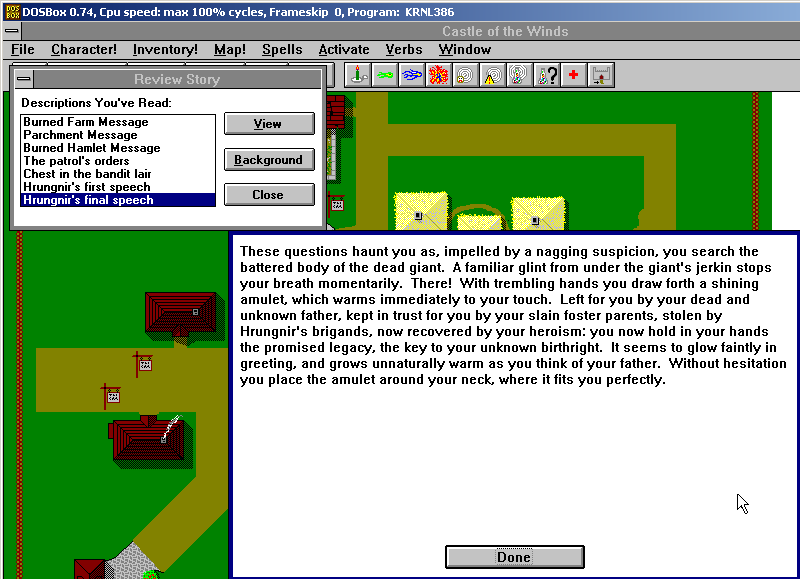 DOSBox 0.74, Cpu speed: max 100% cycles, Frameskip 0, Program: KRNL386
Castle of the Winds
File Character! Inventory! Map! Spells Activate Verbs Window
Review Story
Descriptions You've Read:
Burned Farm Message
Parchment Message
Burned Hamlet Message
The patrol's orders
Chest in the bandit lair
Hrungnir's first speech
Hrungnir's final speech
View
Background
Close
These questions haunt you as, impelled by a nagging suspicion, you search the
battered body of the dead giant. A familiar glint from under the giant's jerkin stops
your breath momentarily. There! With trembling hands you draw forth a shining
amulet, which warms immediately to your touch. Left for you by your dead and
unknown father, kept in trust for you by your slain foster parents, stolen by
Hrungnir's brigands, now recovered by your heroism: you now hold in your hands
the promised legacy, the key to your unknown birthright. It seems to glow faintly in
greeting, and grows unnaturally warm as you think of your father. Without hesitation
you place the amulet around your neck, where it fits you perfectly.
Done